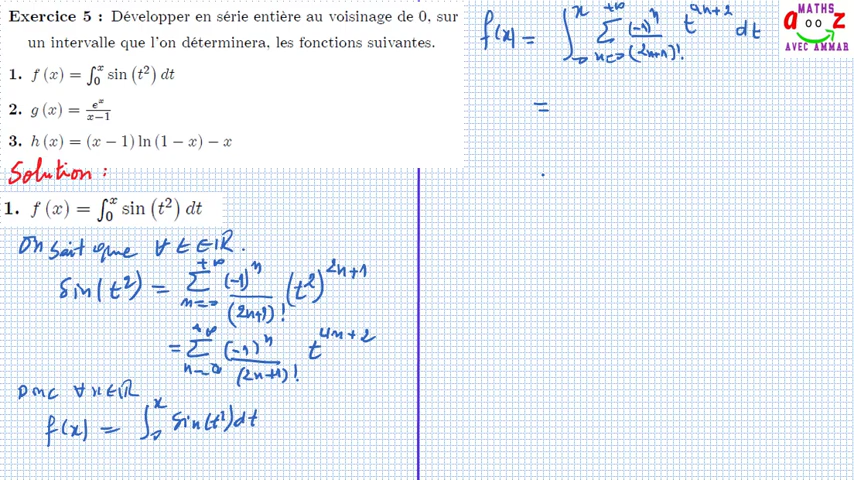 Exercice 5 : Développer en série entière au voisinage de 0, sur
un intervalle que l'on déterminera, les fonctions suivantes.
1. f(x) = ∫₀ˣ sin(t²) dt
2. g(x) = eˣ/(x−1)
3. h(x) = (x − 1) ln(1 − x) − x
Solution :
1. f(x) = ∫₀ˣ sin(t²) dt
On sait que ∀ t ∈ ℝ.
sin(t²) = Σ_{n=0}^{+∞} (-1)ⁿ/(2n+1)! (t²)^{2n+1}
= Σ_{n=0}^{+∞} (-1)ⁿ/(2n+1)! t^{4n+2}
Donc ∀ x ∈ ℝ
f(x) = ∫₀ˣ sin(t²) dt
f(x) = ∫₀ˣ Σ_{n=0}^{+∞} (-1)ⁿ/(2n+1)! t^{4n+2} dt
=
MATHS
a z
AVEC AMMAR